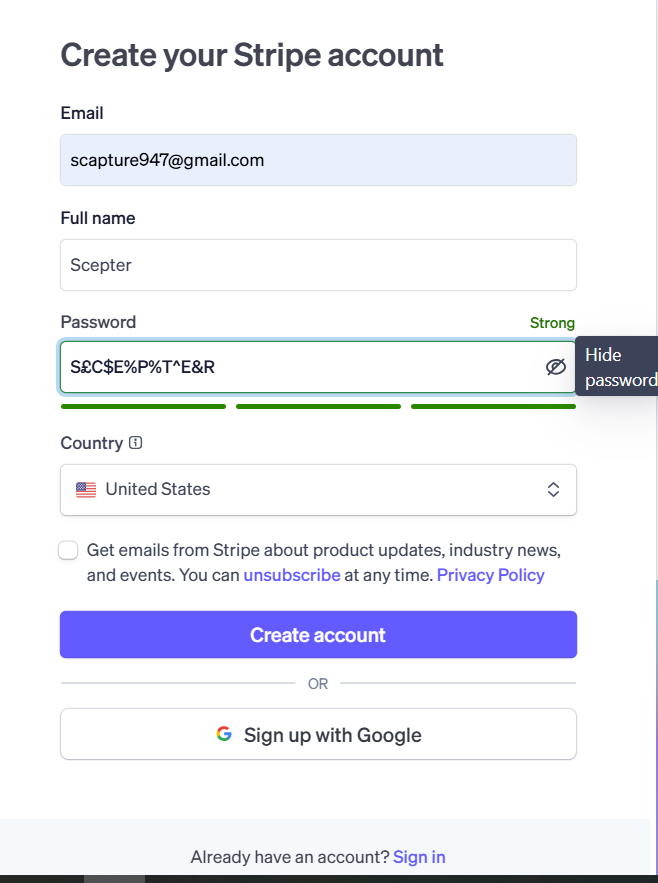 Create your Stripe account
Email
scapture947@gmail.com
Full name
Scepter
Password
Strong
S£C$E%P%T^E&R
Hide
password
Country
United States
Get emails from Stripe about product updates, industry news,
and events. You can unsubscribe at any time. Privacy Policy
Create account
OR
Sign up with Google
Already have an account? Sign in